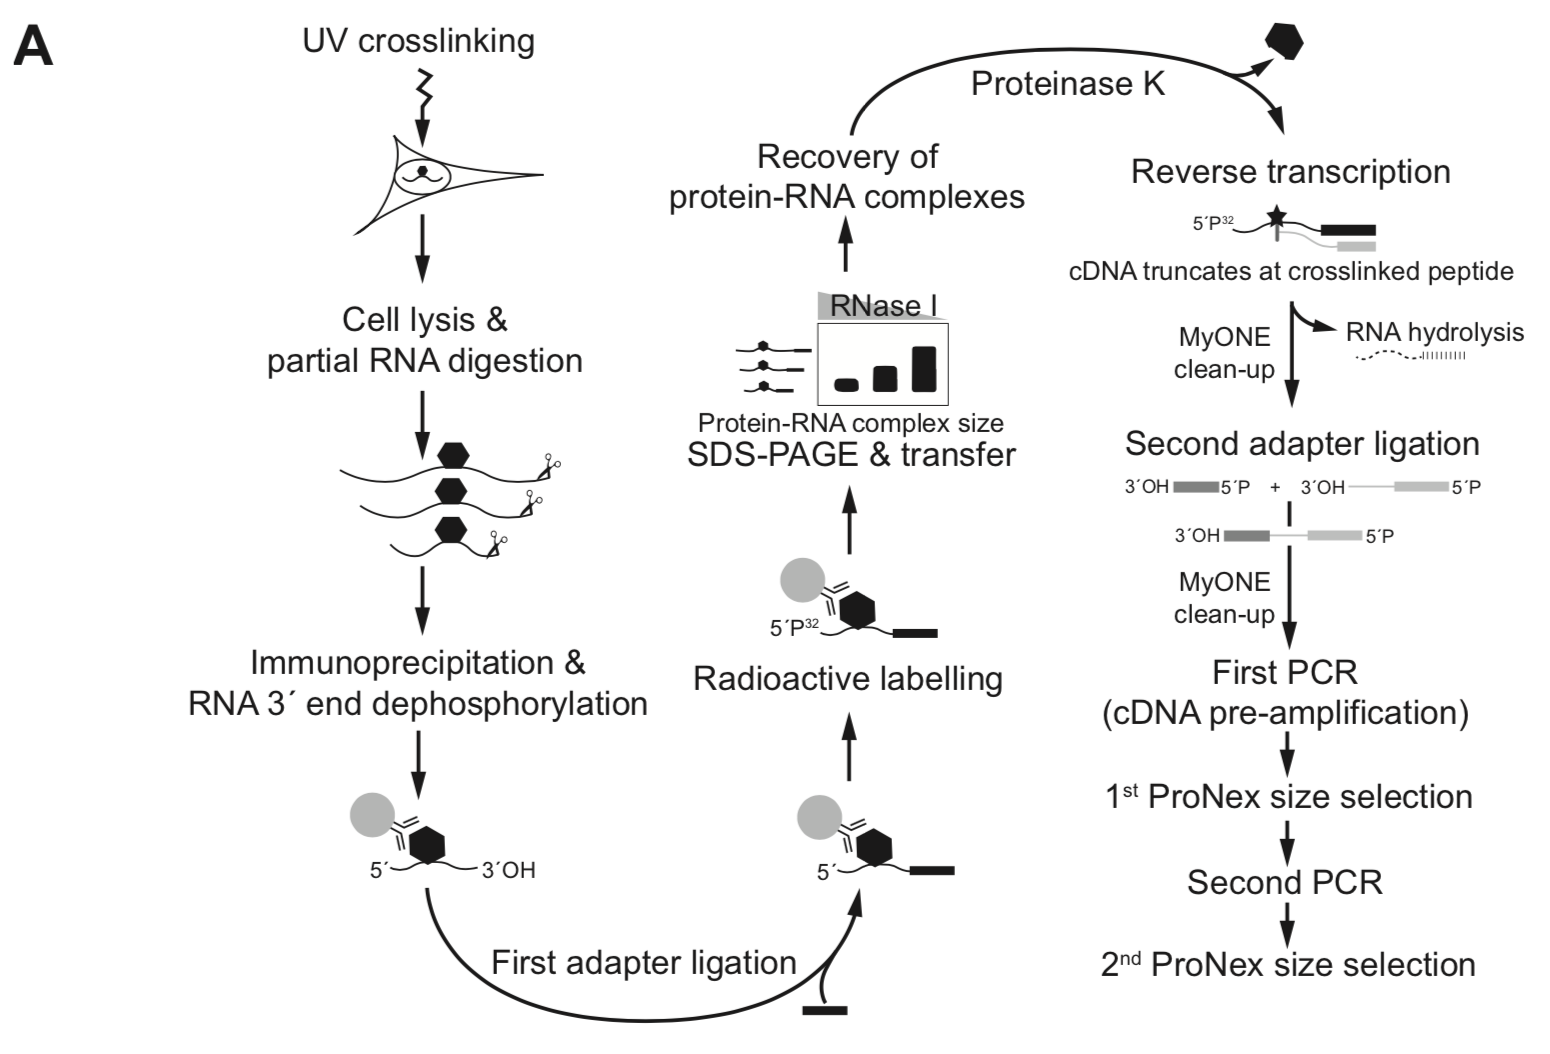 A
UV crosslinking
Cell lysis &
partial RNA digestion
Immunoprecipitation &
RNA 3´ end dephosphorylation
5´
3´OH
First adapter ligation
5´
Radioactive labelling
5´P³²
SDS-PAGE & transfer
Protein-RNA complex size
RNase I
Recovery of
protein-RNA complexes
Proteinase K
Reverse transcription
5´P³²
cDNA truncates at crosslinked peptide
MyONE
clean-up
RNA hydrolysis
Second adapter ligation
3´OH 5´P + 3´OH 5´P
3´OH 5´P
MyONE
clean-up
First PCR
(cDNA pre-amplification)
1st ProNex size selection
Second PCR
2nd ProNex size selection